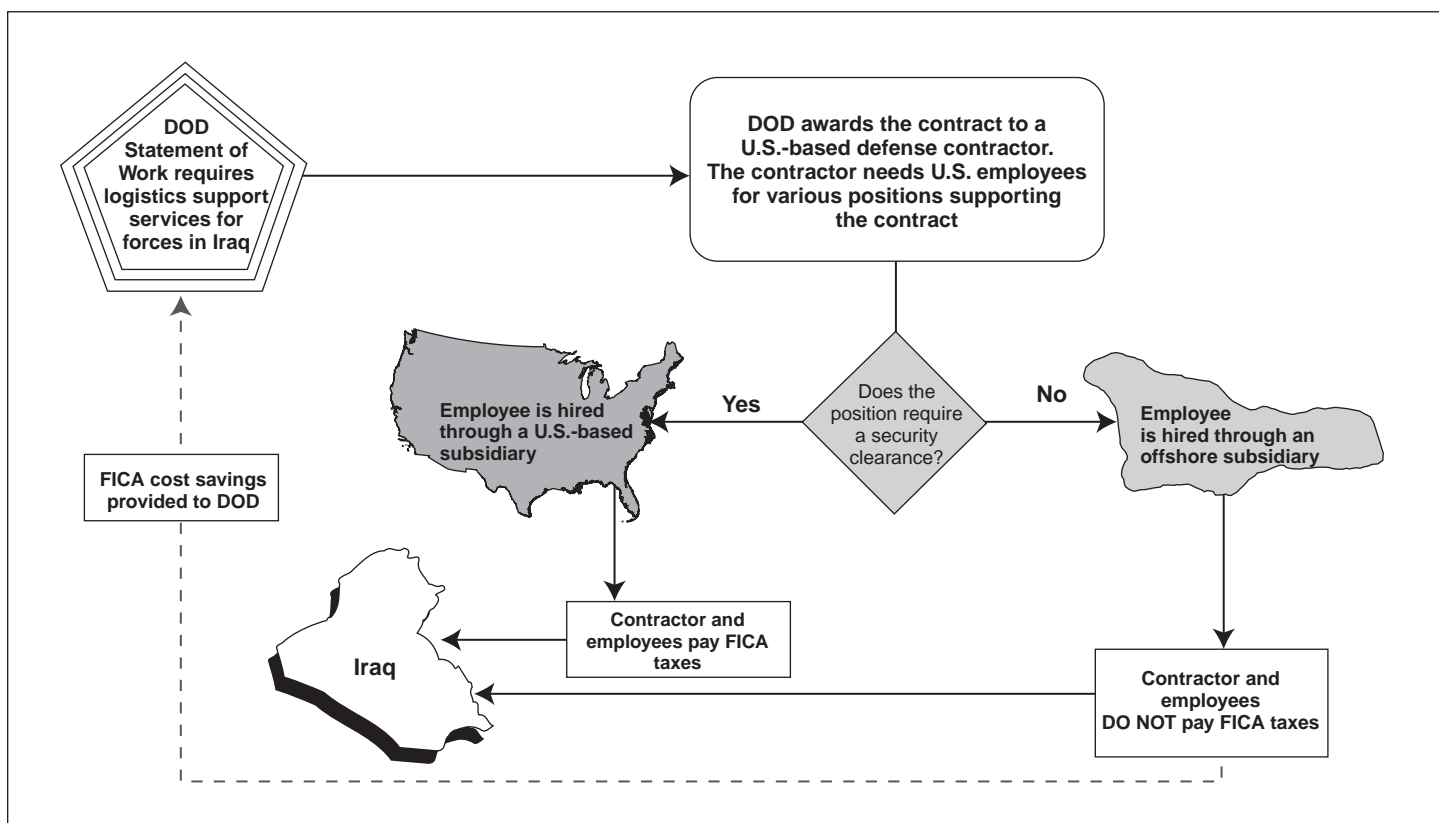 DOD
Statement of
Work requires
logistics support
services for
forces in Iraq
DOD awards the contract to a
U.S.-based defense contractor.
The contractor needs U.S. employees
for various positions supporting
the contract
Does the
position require
a security
clearance?
Yes
No
Employee is hired
through a U.S.-based
subsidiary
Employee
is hired through an
offshore subsidiary
FICA cost savings
provided to DOD
Contractor and
employees pay FICA
taxes
Iraq
Contractor and
employees
DO NOT pay FICA taxes